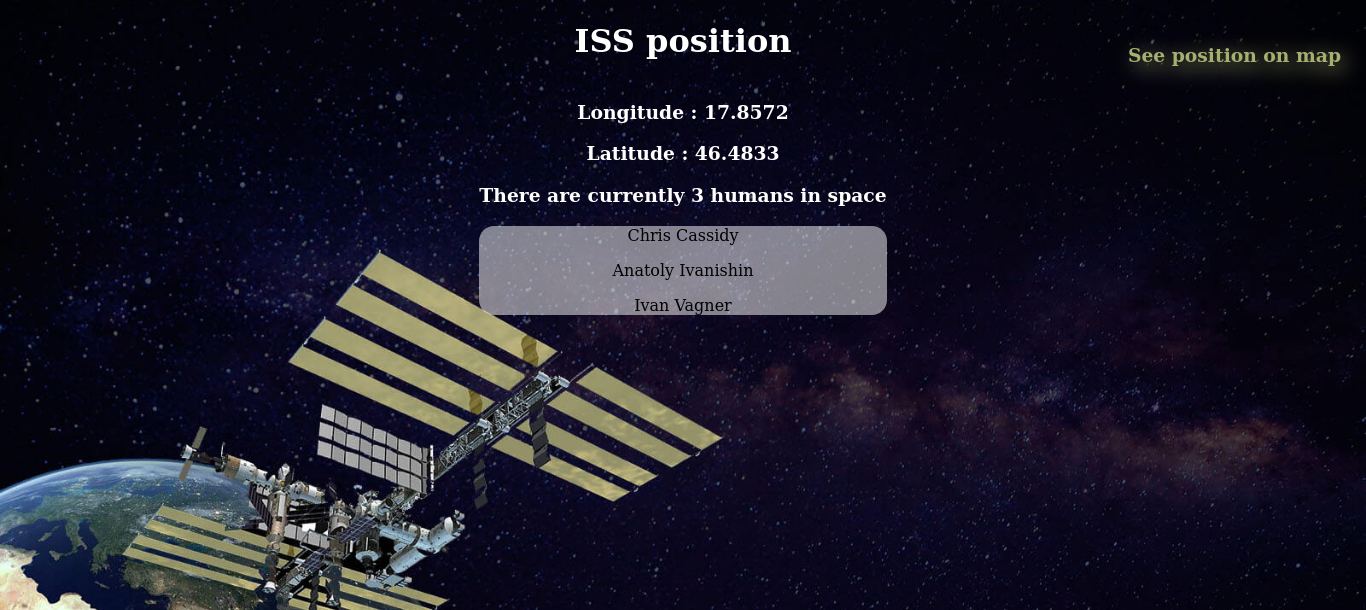 ISS position
See position on map
Longitude : 17.8572
Latitude : 46.4833
There are currently 3 humans in space
Chris Cassidy
Anatoly Ivanishin
Ivan Vagner